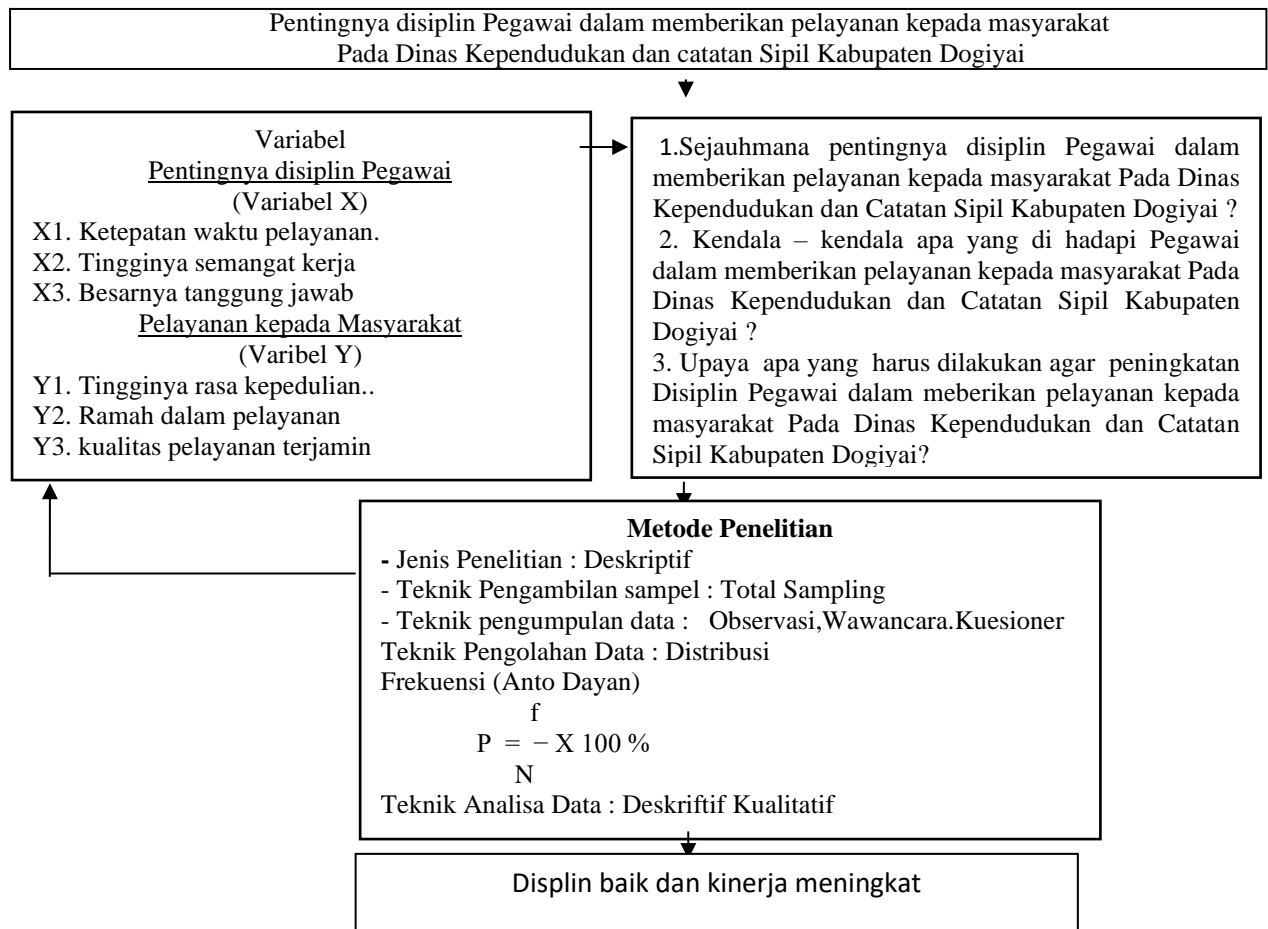 Pentingnya disiplin Pegawai dalam memberikan pelayanan kepada masyarakat
Pada Dinas Kependudukan dan catatan Sipil Kabupaten Dogiyai
Variabel
Pentingnya disiplin Pegawai
(Variabel X)
X1. Ketepatan waktu pelayanan.
X2. Tingginya semangat kerja
X3. Besarnya tanggung jawab
Pelayanan kepada Masyarakat
(Varibel Y)
Y1. Tingginya rasa kepedulian..
Y2. Ramah dalam pelayanan
Y3. kualitas pelayanan terjamin
1.Sejauhmana pentingnya disiplin Pegawai dalam
memberikan pelayanan kepada masyarakat Pada Dinas
Kependudukan dan Catatan Sipil Kabupaten Dogiyai ?
2. Kendala – kendala apa yang di hadapi Pegawai
dalam memberikan pelayanan kepada masyarakat Pada
Dinas Kependudukan dan Catatan Sipil Kabupaten
Dogiyai ?
3. Upaya apa yang harus dilakukan agar peningkatan
Disiplin Pegawai dalam meberikan pelayanan kepada
masyarakat Pada Dinas Kependudukan dan Catatan
Sipil Kabupaten Dogiyai?
Metode Penelitian
- Jenis Penelitian : Deskriptif
- Teknik Pengambilan sampel : Total Sampling
- Teknik pengumpulan data : Observasi,Wawancara.Kuesioner
Teknik Pengolahan Data : Distribusi
Frekuensi (Anto Dayan)
f
P = − X 100 %
N
Teknik Analisa Data : Deskriftif Kualitatif
Displin baik dan kinerja meningkat